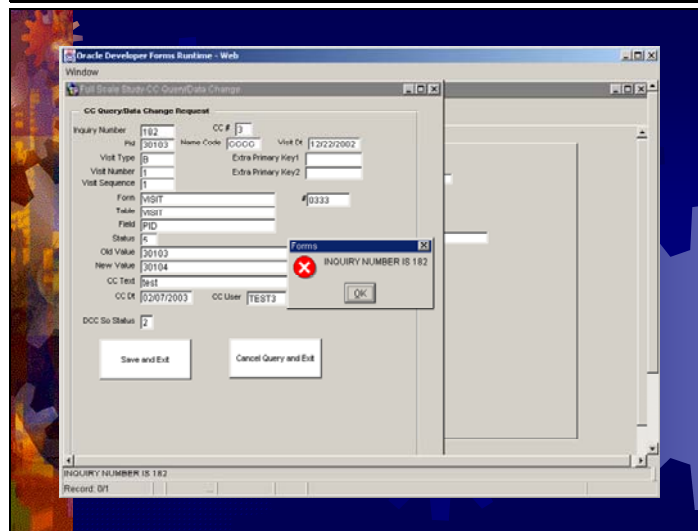 Oracle Developer Forms Runtime - Web
Window
Full Scale Study CC Query/Data Change
CC Query/Data Change Request
Inquiry Number 182 CC # 3
Pid 30103 Name Code CCCC Visit Dt 12/22/2002
Visit Type B Extra Primary Key1
Visit Number 1 Extra Primary Key2
Visit Sequence 1
Form VISIT # 0333
Table VISIT
Field PID
Status 5
Old Value 30103
New Value 30104
CC Text test
CC Dt 02/07/2003 CC User TEST3
DCC So Status 2
Save and Exit Cancel Query and Exit
Forms
INQUIRY NUMBER IS 182
OK
INQUIRY NUMBER IS 182
Record: 0/1